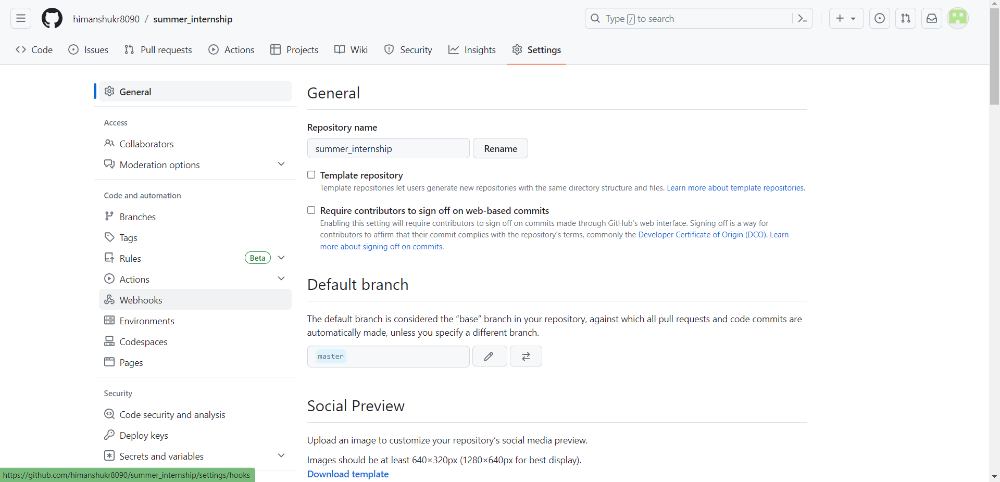 himanshukr8090 / summer_internship
Type / to search
Code Issues Pull requests Actions Projects Wiki Security Insights Settings
General
Access
Collaborators
Moderation options
Code and automation
Branches
Tags
Rules Beta
Actions
Webhooks
Environments
Codespaces
Pages
Security
Code security and analysis
Deploy keys
Secrets and variables
https://github.com/himanshukr8090/summer_internship/settings/hooks
General
Repository name
summer_internship Rename
Template repository
Template repositories let users generate new repositories with the same directory structure and files. Learn more about template repositories.
Require contributors to sign off on web-based commits
Enabling this setting will require contributors to sign off on commits made through GitHub’s web interface. Signing off is a way for
contributors to affirm that their commit complies with the repository's terms, commonly the Developer Certificate of Origin (DCO). Learn
more about signing off on commits.
Default branch
The default branch is considered the “base” branch in your repository, against which all pull requests and code commits are
automatically made, unless you specify a different branch.
master
Social Preview
Upload an image to customize your repository’s social media preview.
Images should be at least 640×320px (1280×640px for best display).
Download template